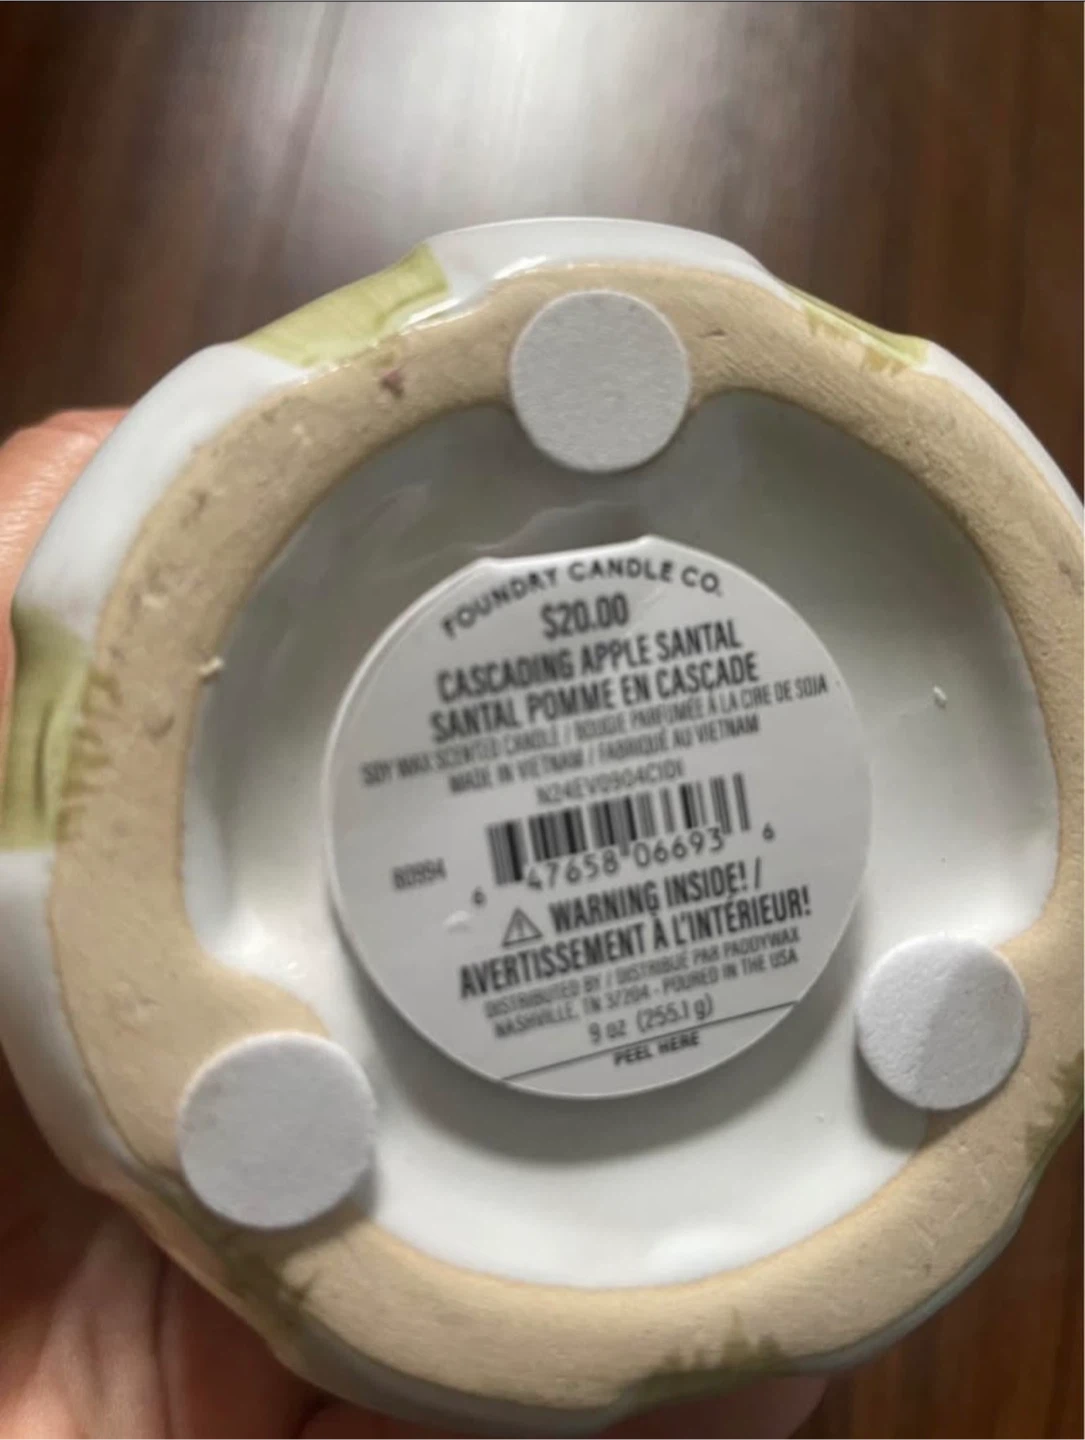 FOUNDRY CANDLE CO.
$20.00
CASCADING APPLE SANTAL
SANTAL POMME EN CASCADE
SOY WAX SCENTED CANDLE / BOUGIE PARFUMÉE À LA CIRE DE SOJA
MADE IN VIETNAM / FABRIQUÉ AU VIETNAM
N24EV0904CIDI
80994
6 47658 06693 6
WARNING INSIDE! /
AVERTISSEMENT À L'INTÉRIEUR!
DISTRIBUTED BY / DISTRIBUÉ PAR PADDYWAX
NASHVILLE, TN 37204 - POURED IN THE USA
9 oz (255.1 g)
PEEL HERE